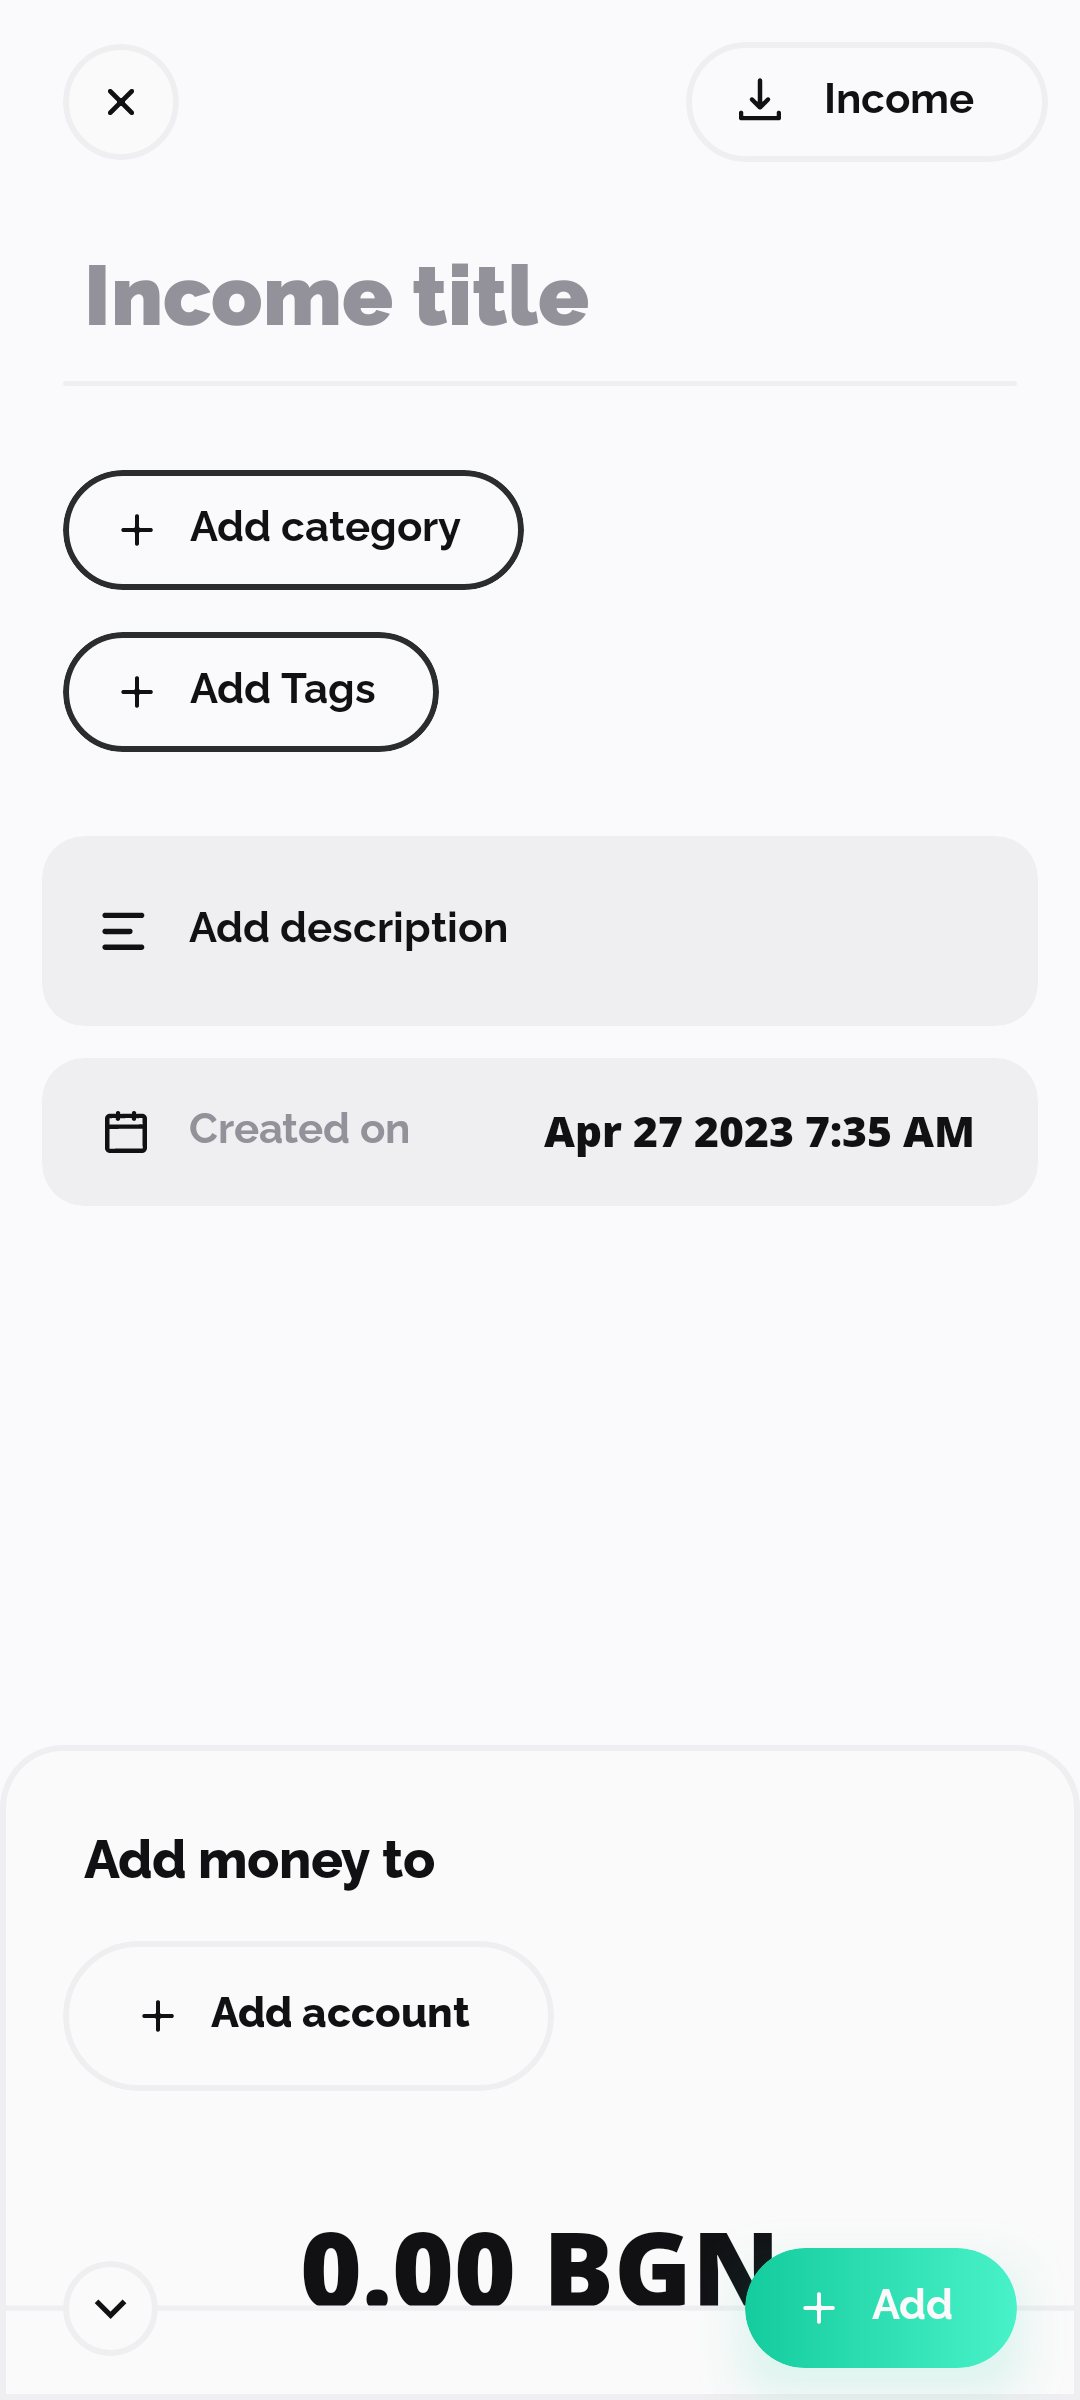 Income
Income title
Add category
Add Tags
Add description
Created on Apr 27 2023 7:35 AM
Add money to
Add account
0.00 BGN
Add